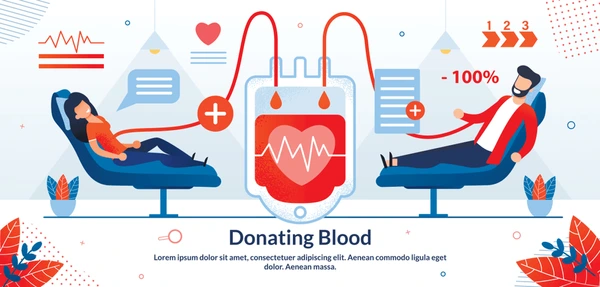 1 2 3
- 100%
Donating Blood
Lorem ipsum dolor sit amet, consectetuer adipiscing elit. Aenean commodo ligula eget
dolor. Aenean massa.